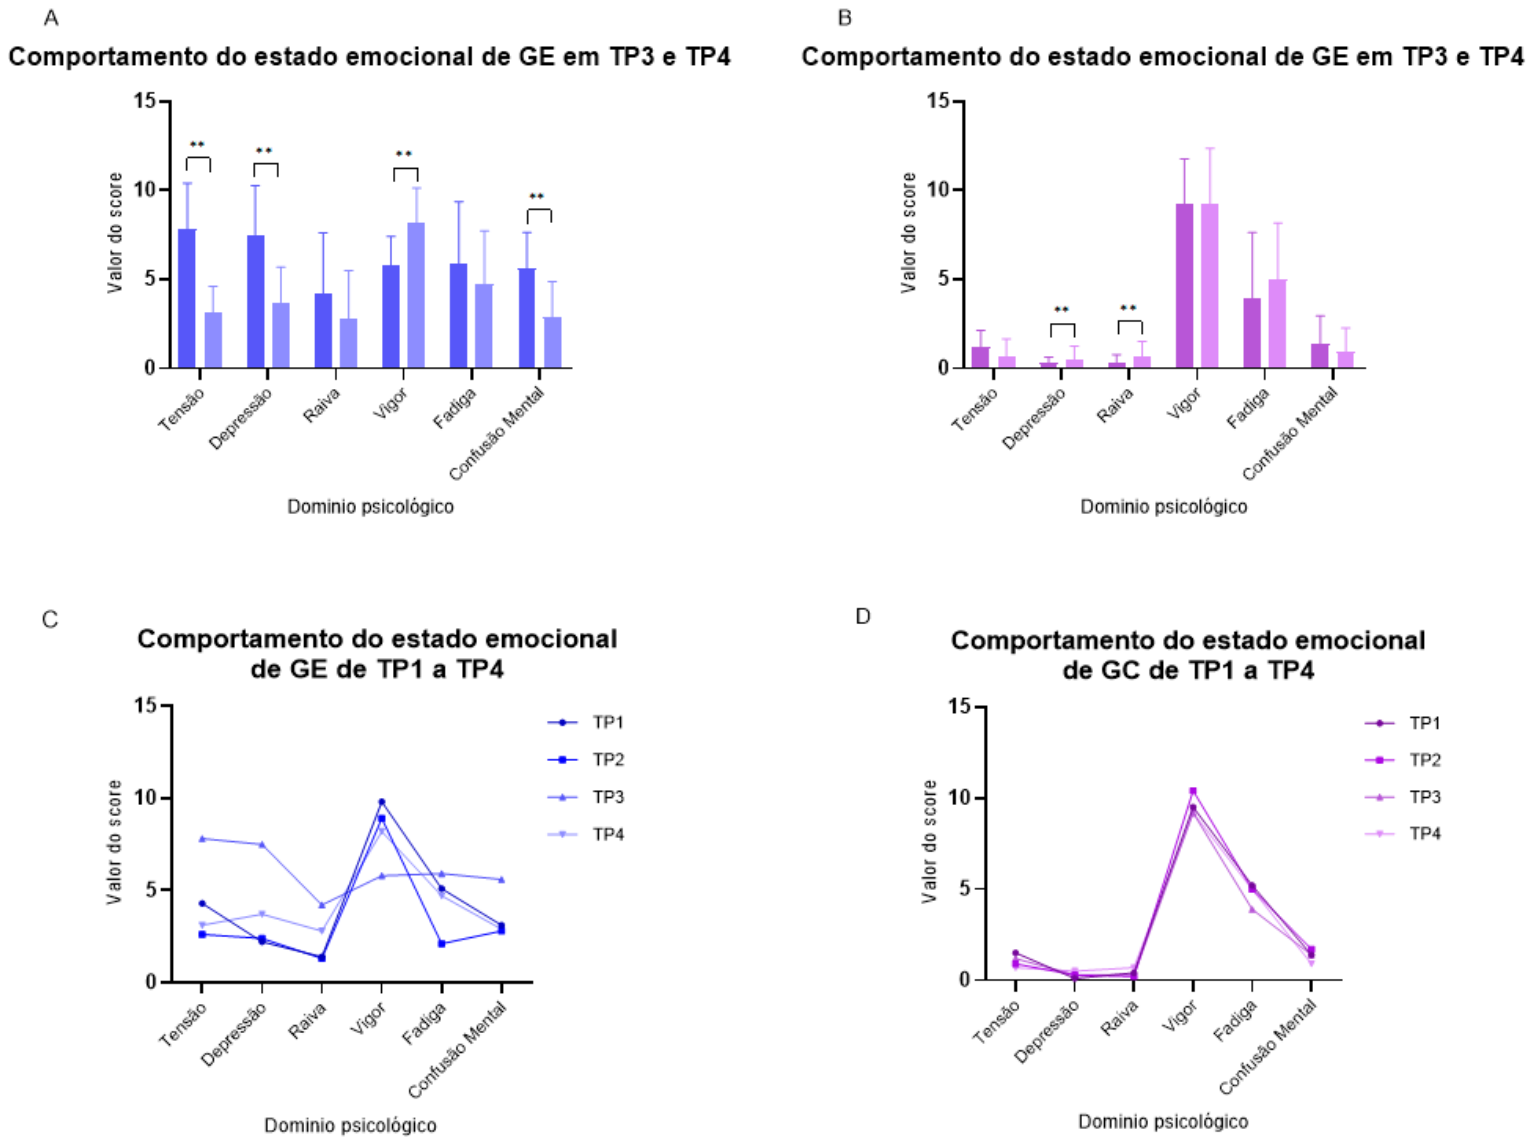 A
Comportamento do estado emocional de GE em TP3 e TP4
15
10
5
0
Valor do score
**
**
**
**
Tensão
Depressão
Raiva
Vigor
Fadiga
Confusão Mental
Dominio psicológico
B
Comportamento do estado emocional de GE em TP3 e TP4
15
10
5
0
Valor do score
**
**
Tensão
Depressão
Raiva
Vigor
Fadiga
Confusão Mental
Dominio psicológico
C
Comportamento do estado emocional
de GE de TP1 a TP4
15
10
5
0
Valor do score
TP1
TP2
TP3
TP4
Tensão
Depressão
Raiva
Vigor
Fadiga
Confusão Mental
Dominio psicológico
D
Comportamento do estado emocional
de GC de TP1 a TP4
15
10
5
0
Valor do score
TP1
TP2
TP3
TP4
Tensão
Depressão
Raiva
Vigor
Fadiga
Confusão Mental
Dominio psicológico